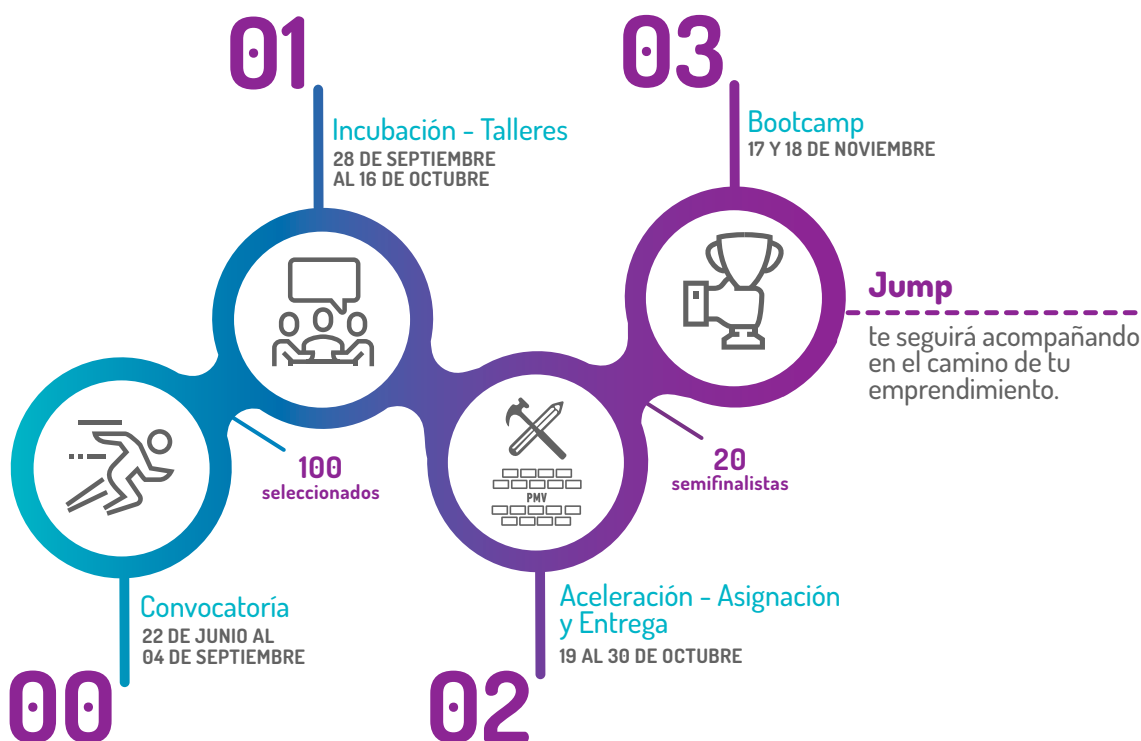 00
Convocatoría
22 DE JUNIO AL
04 DE SEPTIEMBRE
01
Incubación - Talleres
28 DE SEPTIEMBRE
AL 16 DE OCTUBRE
100
seleccionados
02
PMV
Aceleración - Asignación
y Entrega
19 AL 30 DE OCTUBRE
20
semifinalistas
03
Bootcamp
17 Y 18 DE NOVIEMBRE
Jump
te seguirá acompañando
en el camino de tu
emprendimiento.